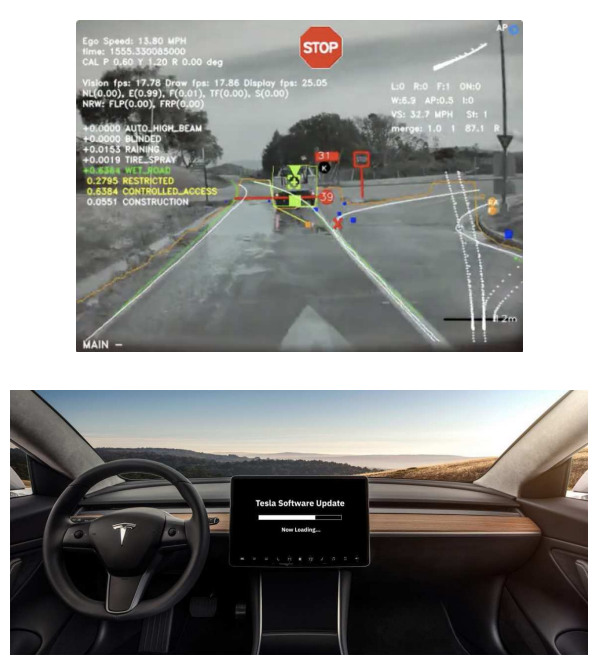 AP
STOP
Ego Speed: 13.80 MPH
time: 1555.330085000
CAL P 0.60 Y 1.20 R 0.00 deg
Vision fps: 17.78 Draw fps: 17.86 Display fps: 25.05
NL(0.00), E(0.99), F(0.01), TF(0.00), S(0.00)
NRW: FLP(0.00), FRP(0.00)
L:0 R:0 F:1 ON:0
W:6.9 AP:0.5 I:0
VS: 32.7 MPH St: 1
merge: 1.0 1 87.1 R
+0.0000 AUTO_HIGH_BEAM
+0.0000 BLINDED
+0.0153 RAINING
+0.0019 TIRE_SPRAY
+0.6384 WET_ROAD
0.2795 RESTRICTED
0.6384 CONTROLLED_ACCESS
0.0551 CONSTRUCTION
31
K
39
2m
MAIN -
Tesla Software Update
Now Loading...